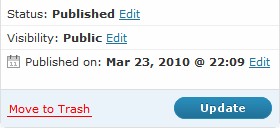 Status: Published Edit
Visibility: Public Edit
Published on: Mar 23, 2010 @ 22:09 Edit
Move to Trash
Update